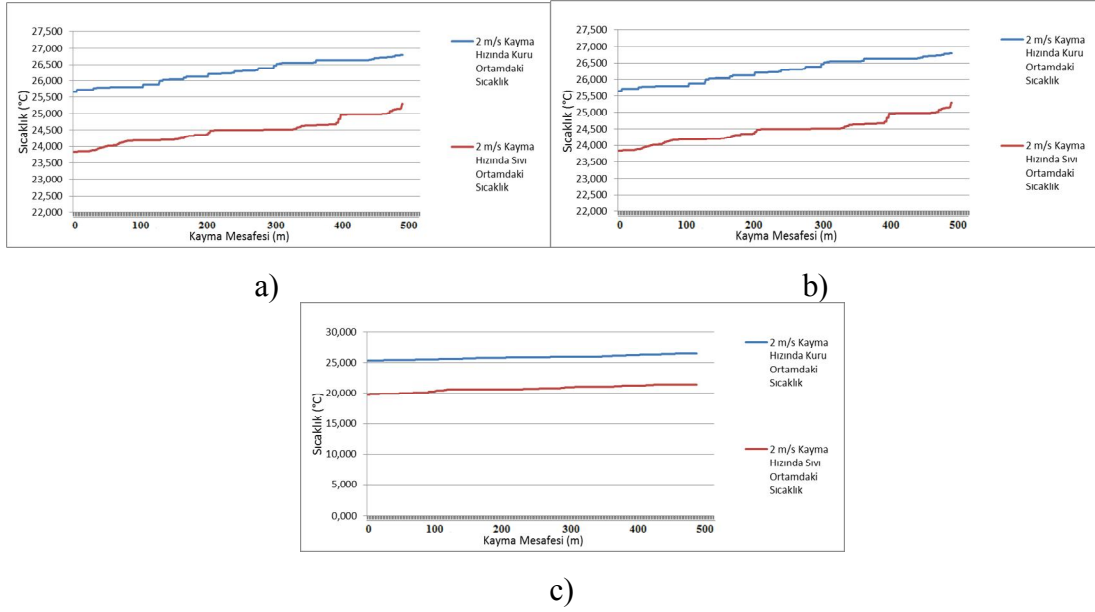 27,500
27,000
26,500
26,000
25,500
25,000
24,500
24,000
23,500
23,000
22,500
22,000
Sıcaklık (°C)
0 100 200 300 400 500
Kayma Mesafesi (m)
2 m/s Kayma
Hızında Kuru
Ortamdaki
Sıcaklık
2 m/s Kayma
Hızında Sıvı
Ortamdaki
Sıcaklık
a)
27,500
27,000
26,500
26,000
25,500
25,000
24,500
24,000
23,500
23,000
22,500
22,000
Sıcaklık (°C)
0 100 200 300 400 500
Kayma Mesafesi (m)
2 m/s Kayma
Hızında Kuru
Ortamdaki
Sıcaklık
2 m/s Kayma
Hızında Sıvı
Ortamdaki
Sıcaklık
b)
30,000
25,000
20,000
15,000
10,000
5,000
0,000
Sıcaklık (°C)
0 100 200 300 400 500
Kayma Mesafesi (m)
2 m/s Kayma
Hızında Kuru
Ortamdaki
Sıcaklık
2 m/s Kayma
Hızında Sıvı
Ortamdaki
Sıcaklık
c)